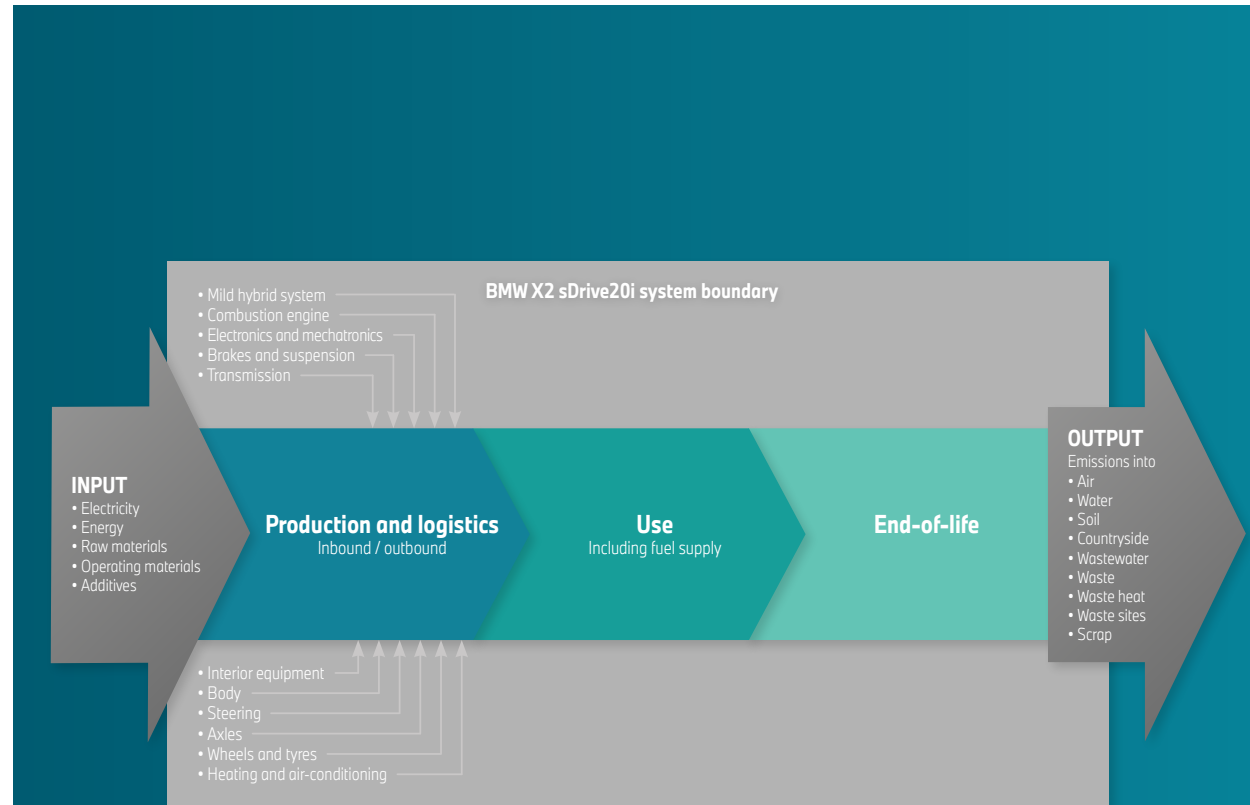 BMW X2 sDrive20i system boundary
• Mild hybrid system
• Combustion engine
• Electronics and mechatronics
• Brakes and suspension
• Transmission
INPUT
• Electricity
• Energy
• Raw materials
• Operating materials
• Additives
Production and logistics
Inbound / outbound
Use
Including fuel supply
End-of-life
OUTPUT
Emissions into
• Air
• Water
• Soil
• Countryside
• Wastewater
• Waste
• Waste heat
• Waste sites
• Scrap
• Interior equipment
• Body
• Steering
• Axles
• Wheels and tyres
• Heating and air-conditioning